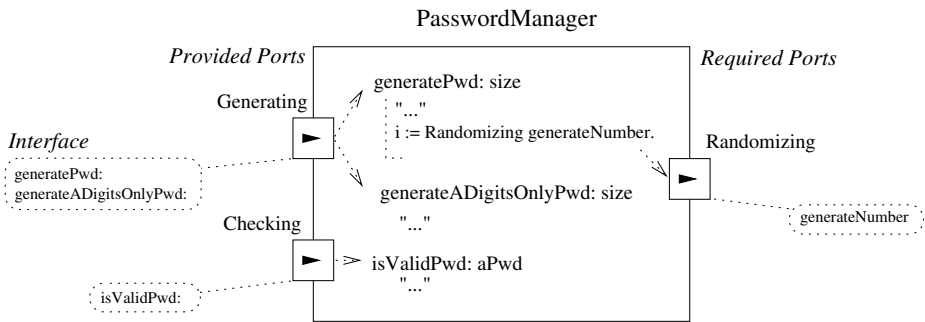 PasswordManager
Provided Ports
Required Ports
generatePwd: size
"..."
i := Randomizing generateNumber.
Generating
Interface
generatePwd:
generateADigitsOnlyPwd:
Randomizing
generateADigitsOnlyPwd: size
"..."
generateNumber
Checking
isValidPwd: aPwd
"..."
isValidPwd: